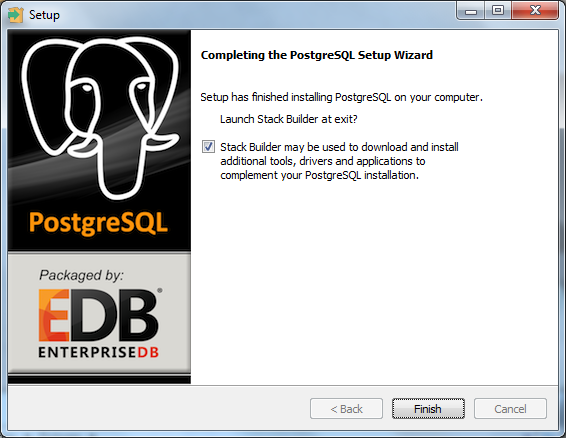 Setup
Completing the PostgreSQL Setup Wizard
Setup has finished installing PostgreSQL on your computer.
Launch Stack Builder at exit?
Stack Builder may be used to download and install
additional tools, drivers and applications to
complement your PostgreSQL installation.
PostgreSQL
Packaged by:
EDB®
ENTERPRISEDB
< Back
Finish
Cancel